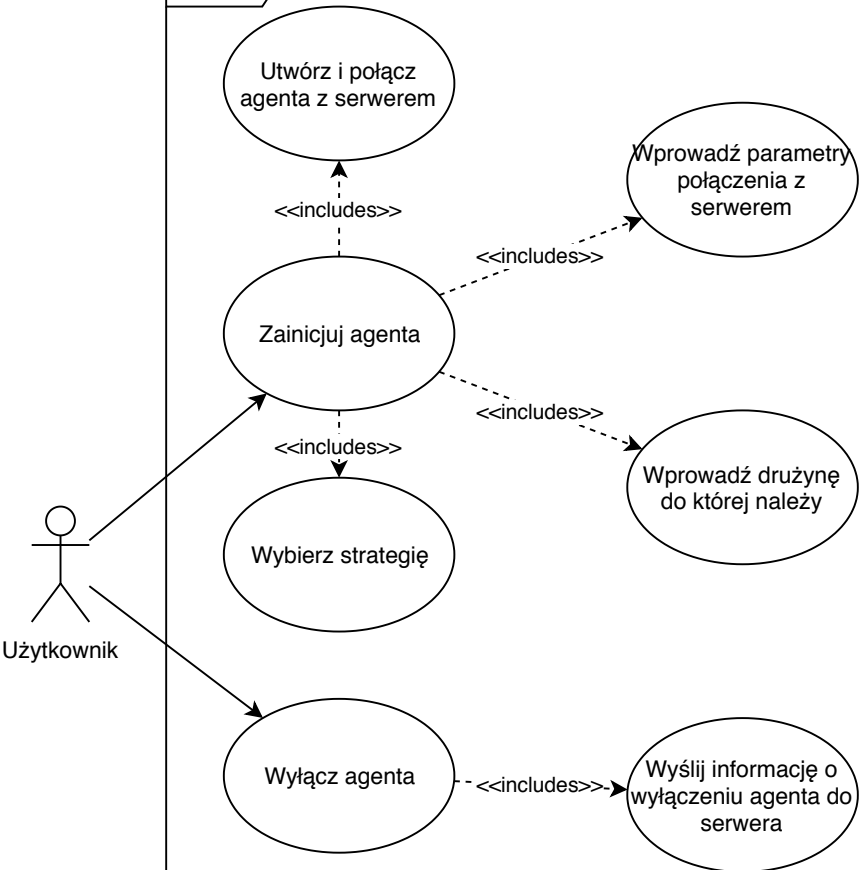 Utwórz i połącz
agenta z serwerem
Wprowadź parametry
połączenia z
serwerem
<<includes>>
<<includes>>
Zainicjuj agenta
<<includes>>
<<includes>>
Wprowadź drużynę
do której należy
Wybierz strategię
Użytkownik
Wyłącz agenta
<<includes>>
Wyślij informację o
wyłączeniu agenta do
serwera